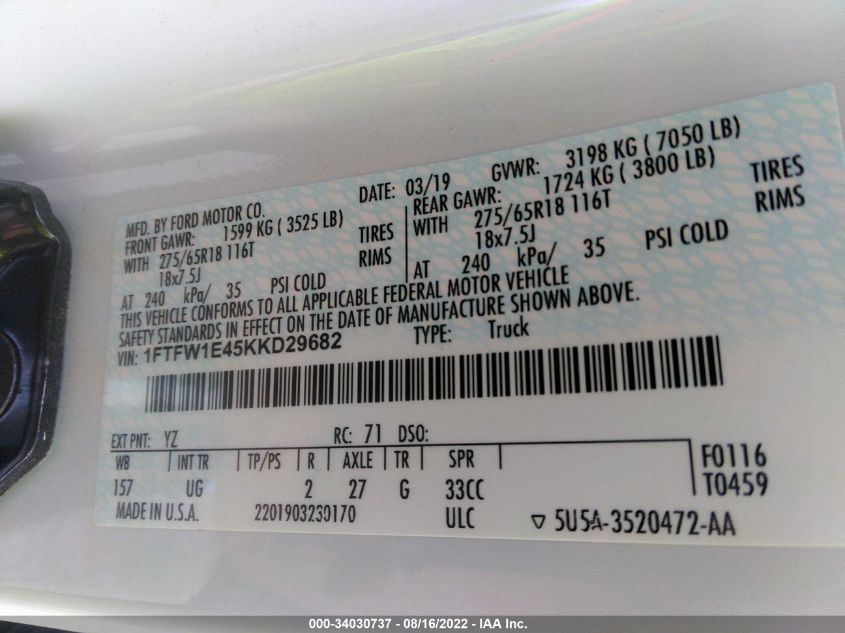 MFD. BY FORD MOTOR CO. DATE: 03/19 GVWR: 3198 KG ( 7050 LB)
FRONT GAWR: 1599 KG ( 3525 LB) REAR GAWR: 1724 KG ( 3800 LB)
WITH 275/65R18 116T TIRES WITH 275/65R18 116T TIRES
18x7.5J RIMS 18x7.5J RIMS
AT 240 kPa/ 35 PSI COLD AT 240 kPa/ 35 PSI COLD
THIS VEHICLE CONFORMS TO ALL APPLICABLE FEDERAL MOTOR VEHICLE
SAFETY STANDARDS IN EFFECT ON THE DATE OF MANUFACTURE SHOWN ABOVE.
VIN: 1FTFW1E45KKD29682 TYPE: Truck
EXT PNT: YZ RC: 71 DSO:
WB INT TR TP/PS R AXLE TR SPR F0116
157 UG 2 27 G 33CC T0459
MADE IN U.S.A. 2201903230170 ULC ▽ 5U5A-3520472-AA
000-34030737 - 08/16/2022 - IAA Inc.